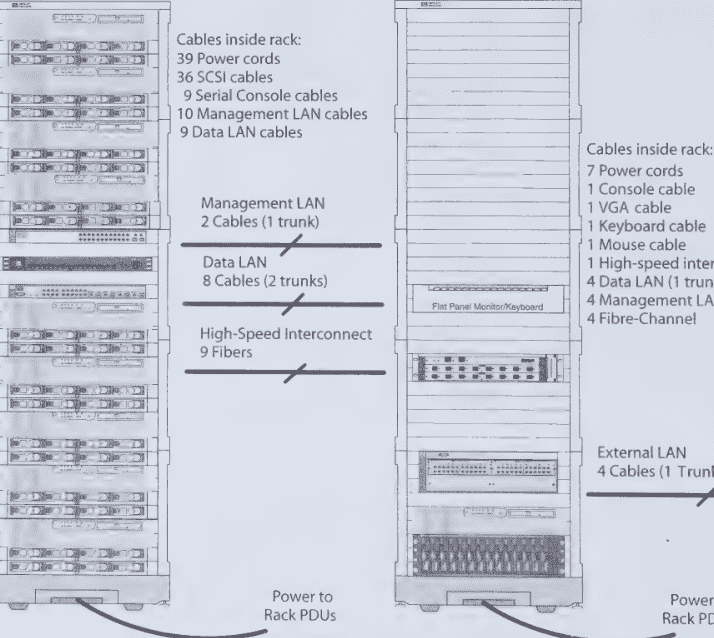 Cables inside rack:
39 Power cords
36 SCSI cables
9 Serial Console cables
10 Management LAN cables
9 Data LAN cables
Management LAN
2 Cables (1 trunk)
Data LAN
8 Cables (2 trunks)
High-Speed Interconnect
9 Fibers
Power to
Rack PDUs
Flat Panel Monitor/Keyboard
Cables inside rack:
7 Power cords
1 Console cable
1 VGA cable
1 Keyboard cable
1 Mouse cable
1 High-speed inter
4 Data LAN (1 trun
4 Management LA
4 Fibre-Channel
External LAN
4 Cables (1 Trun
Power
Rack PD